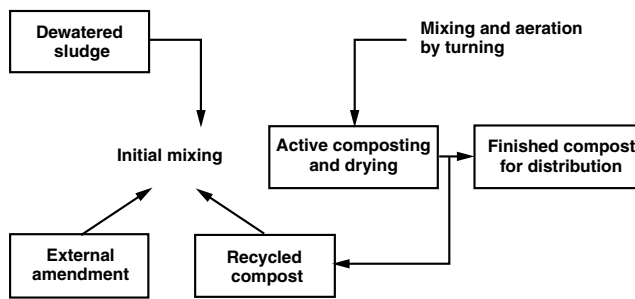 Dewatered
sludge
Mixing and aeration
by turning
Initial mixing
Active composting
and drying
Finished compost
for distribution
External
amendment
Recycled
compost